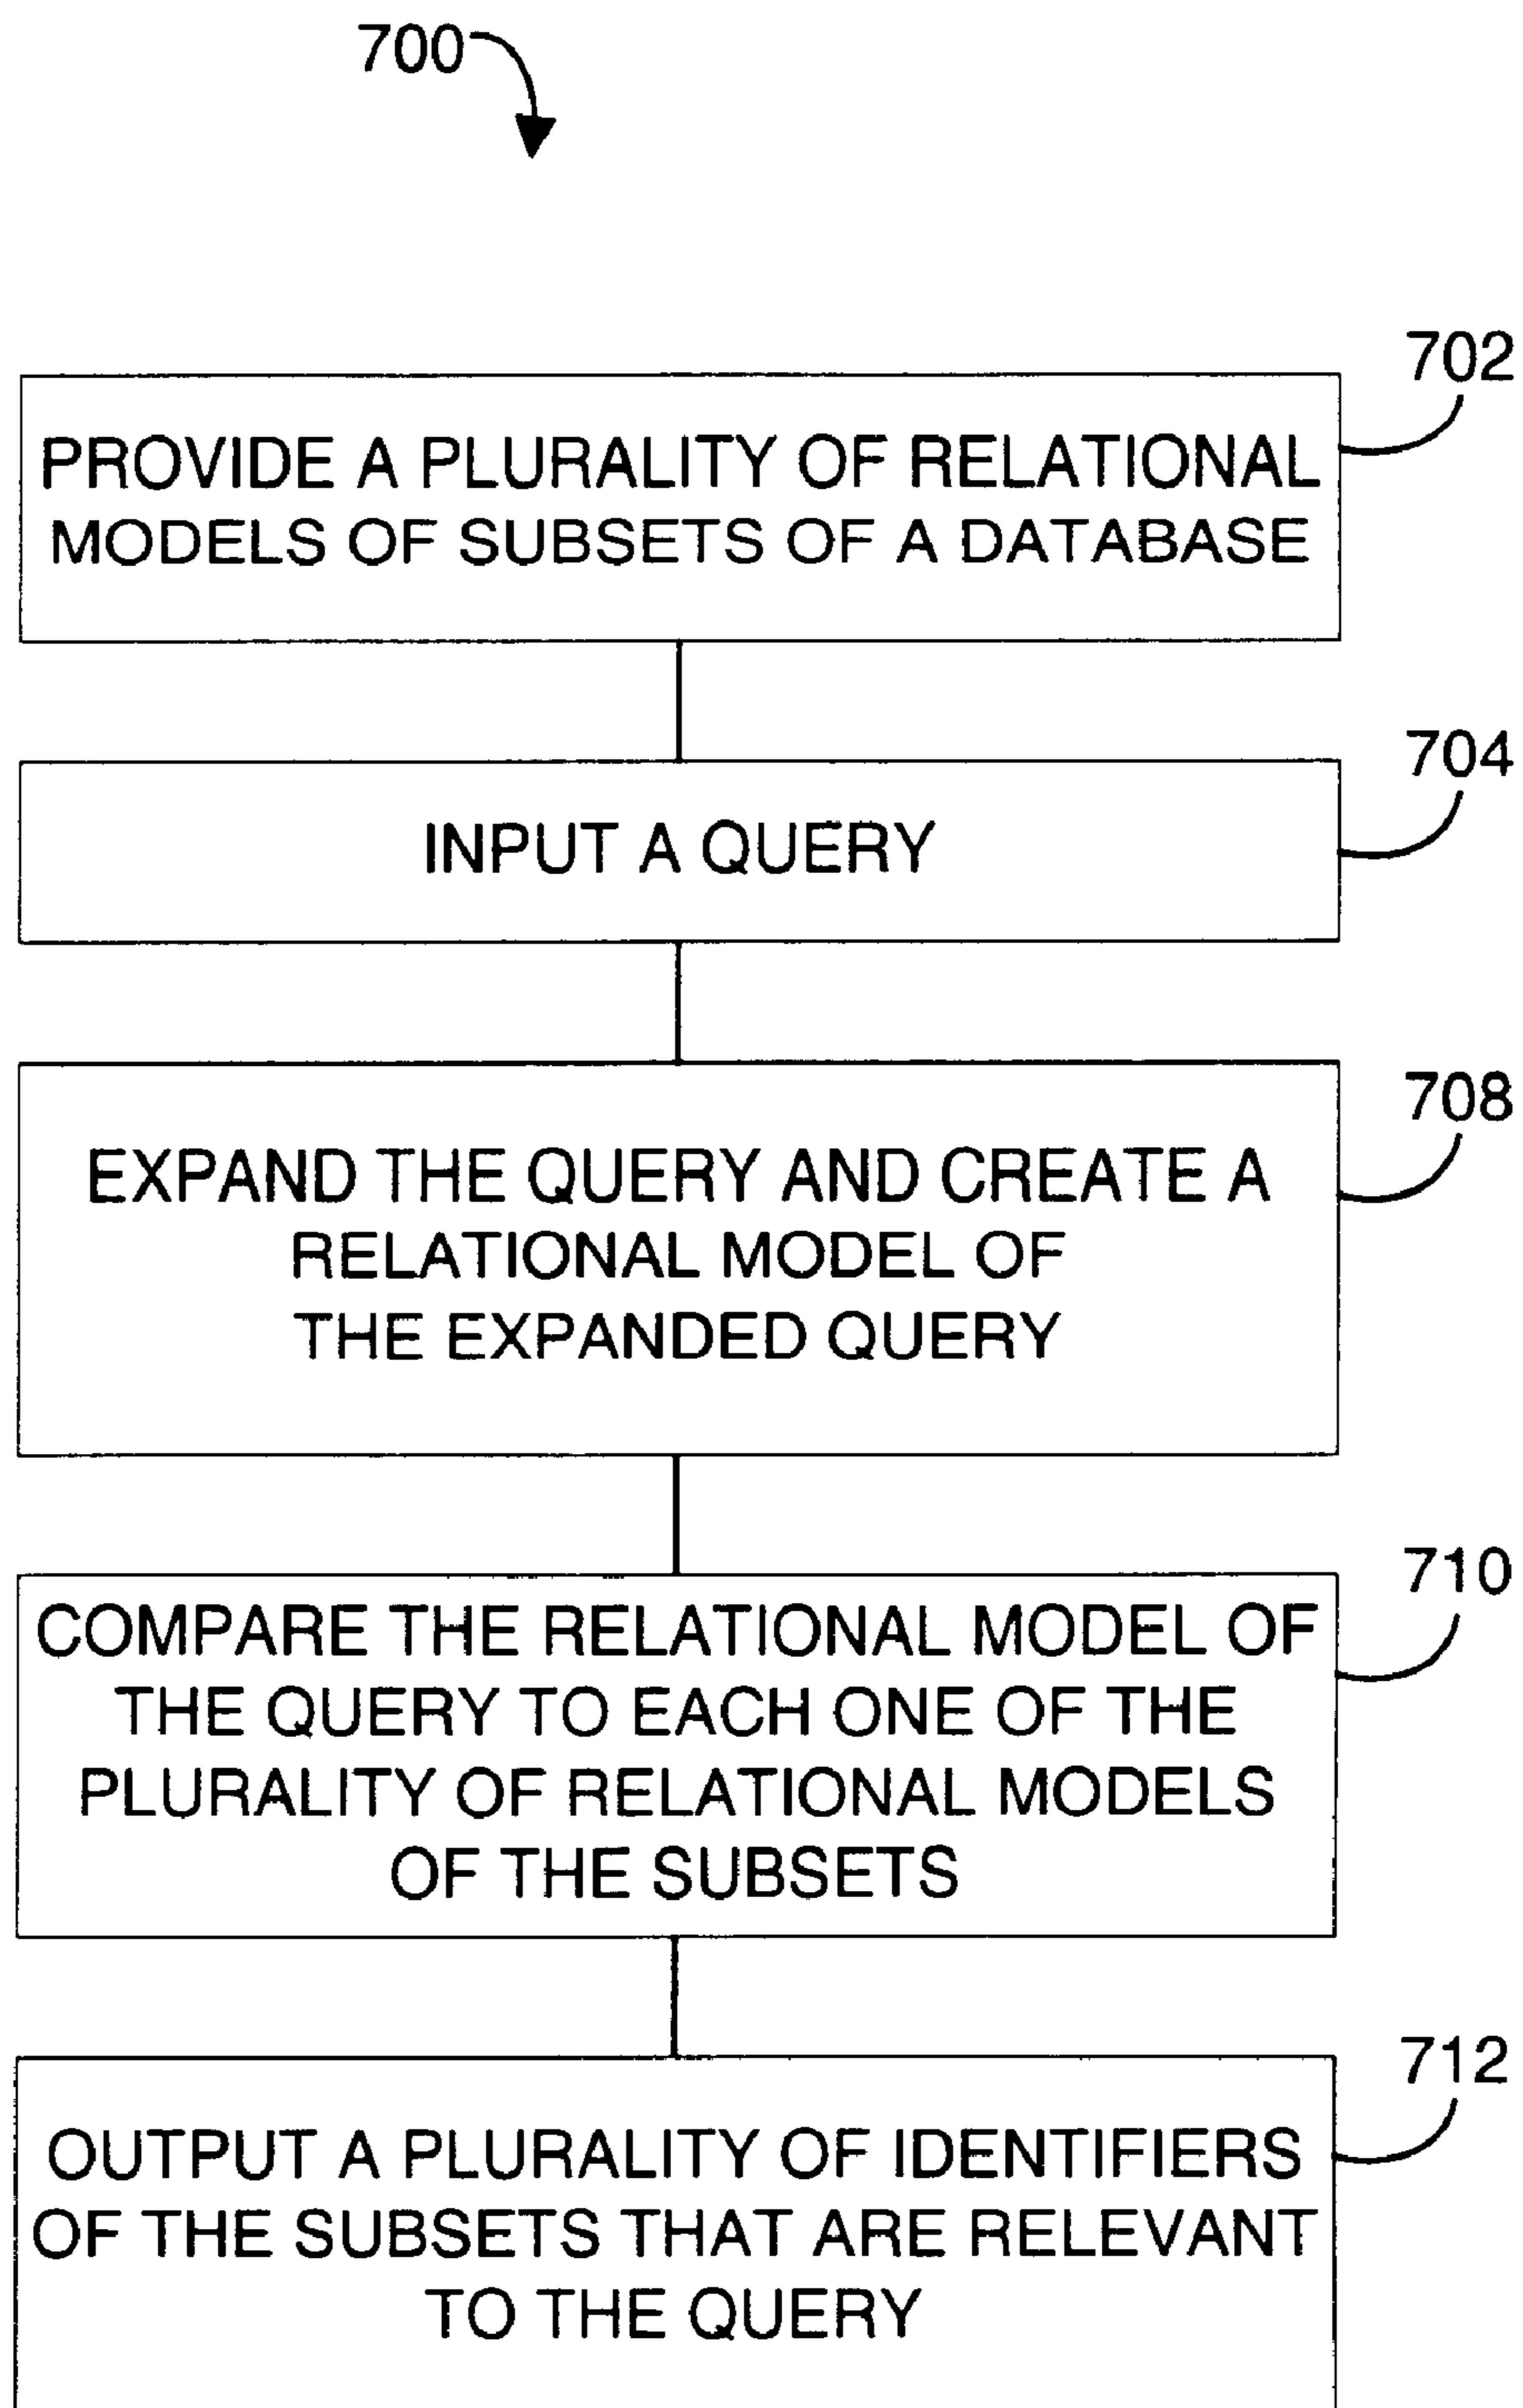 700
702
PROVIDE A PLURALITY OF RELATIONAL
MODELS OF SUBSETS OF A DATABASE
704
INPUT A QUERY
708
EXPAND THE QUERY AND CREATE A
RELATIONAL MODEL OF
THE EXPANDED QUERY
710
COMPARE THE RELATIONAL MODEL OF
THE QUERY TO EACH ONE OF THE
PLURALITY OF RELATIONAL MODELS
OF THE SUBSETS
712
OUTPUT A PLURALITY OF IDENTIFIERS
OF THE SUBSETS THAT ARE RELEVANT
TO THE QUERY